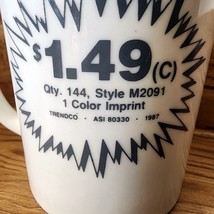 $1.49 (C)
Qty. 144, Style M2091
1 Color Imprint
TRENDCO • ASI 80330 • 1987